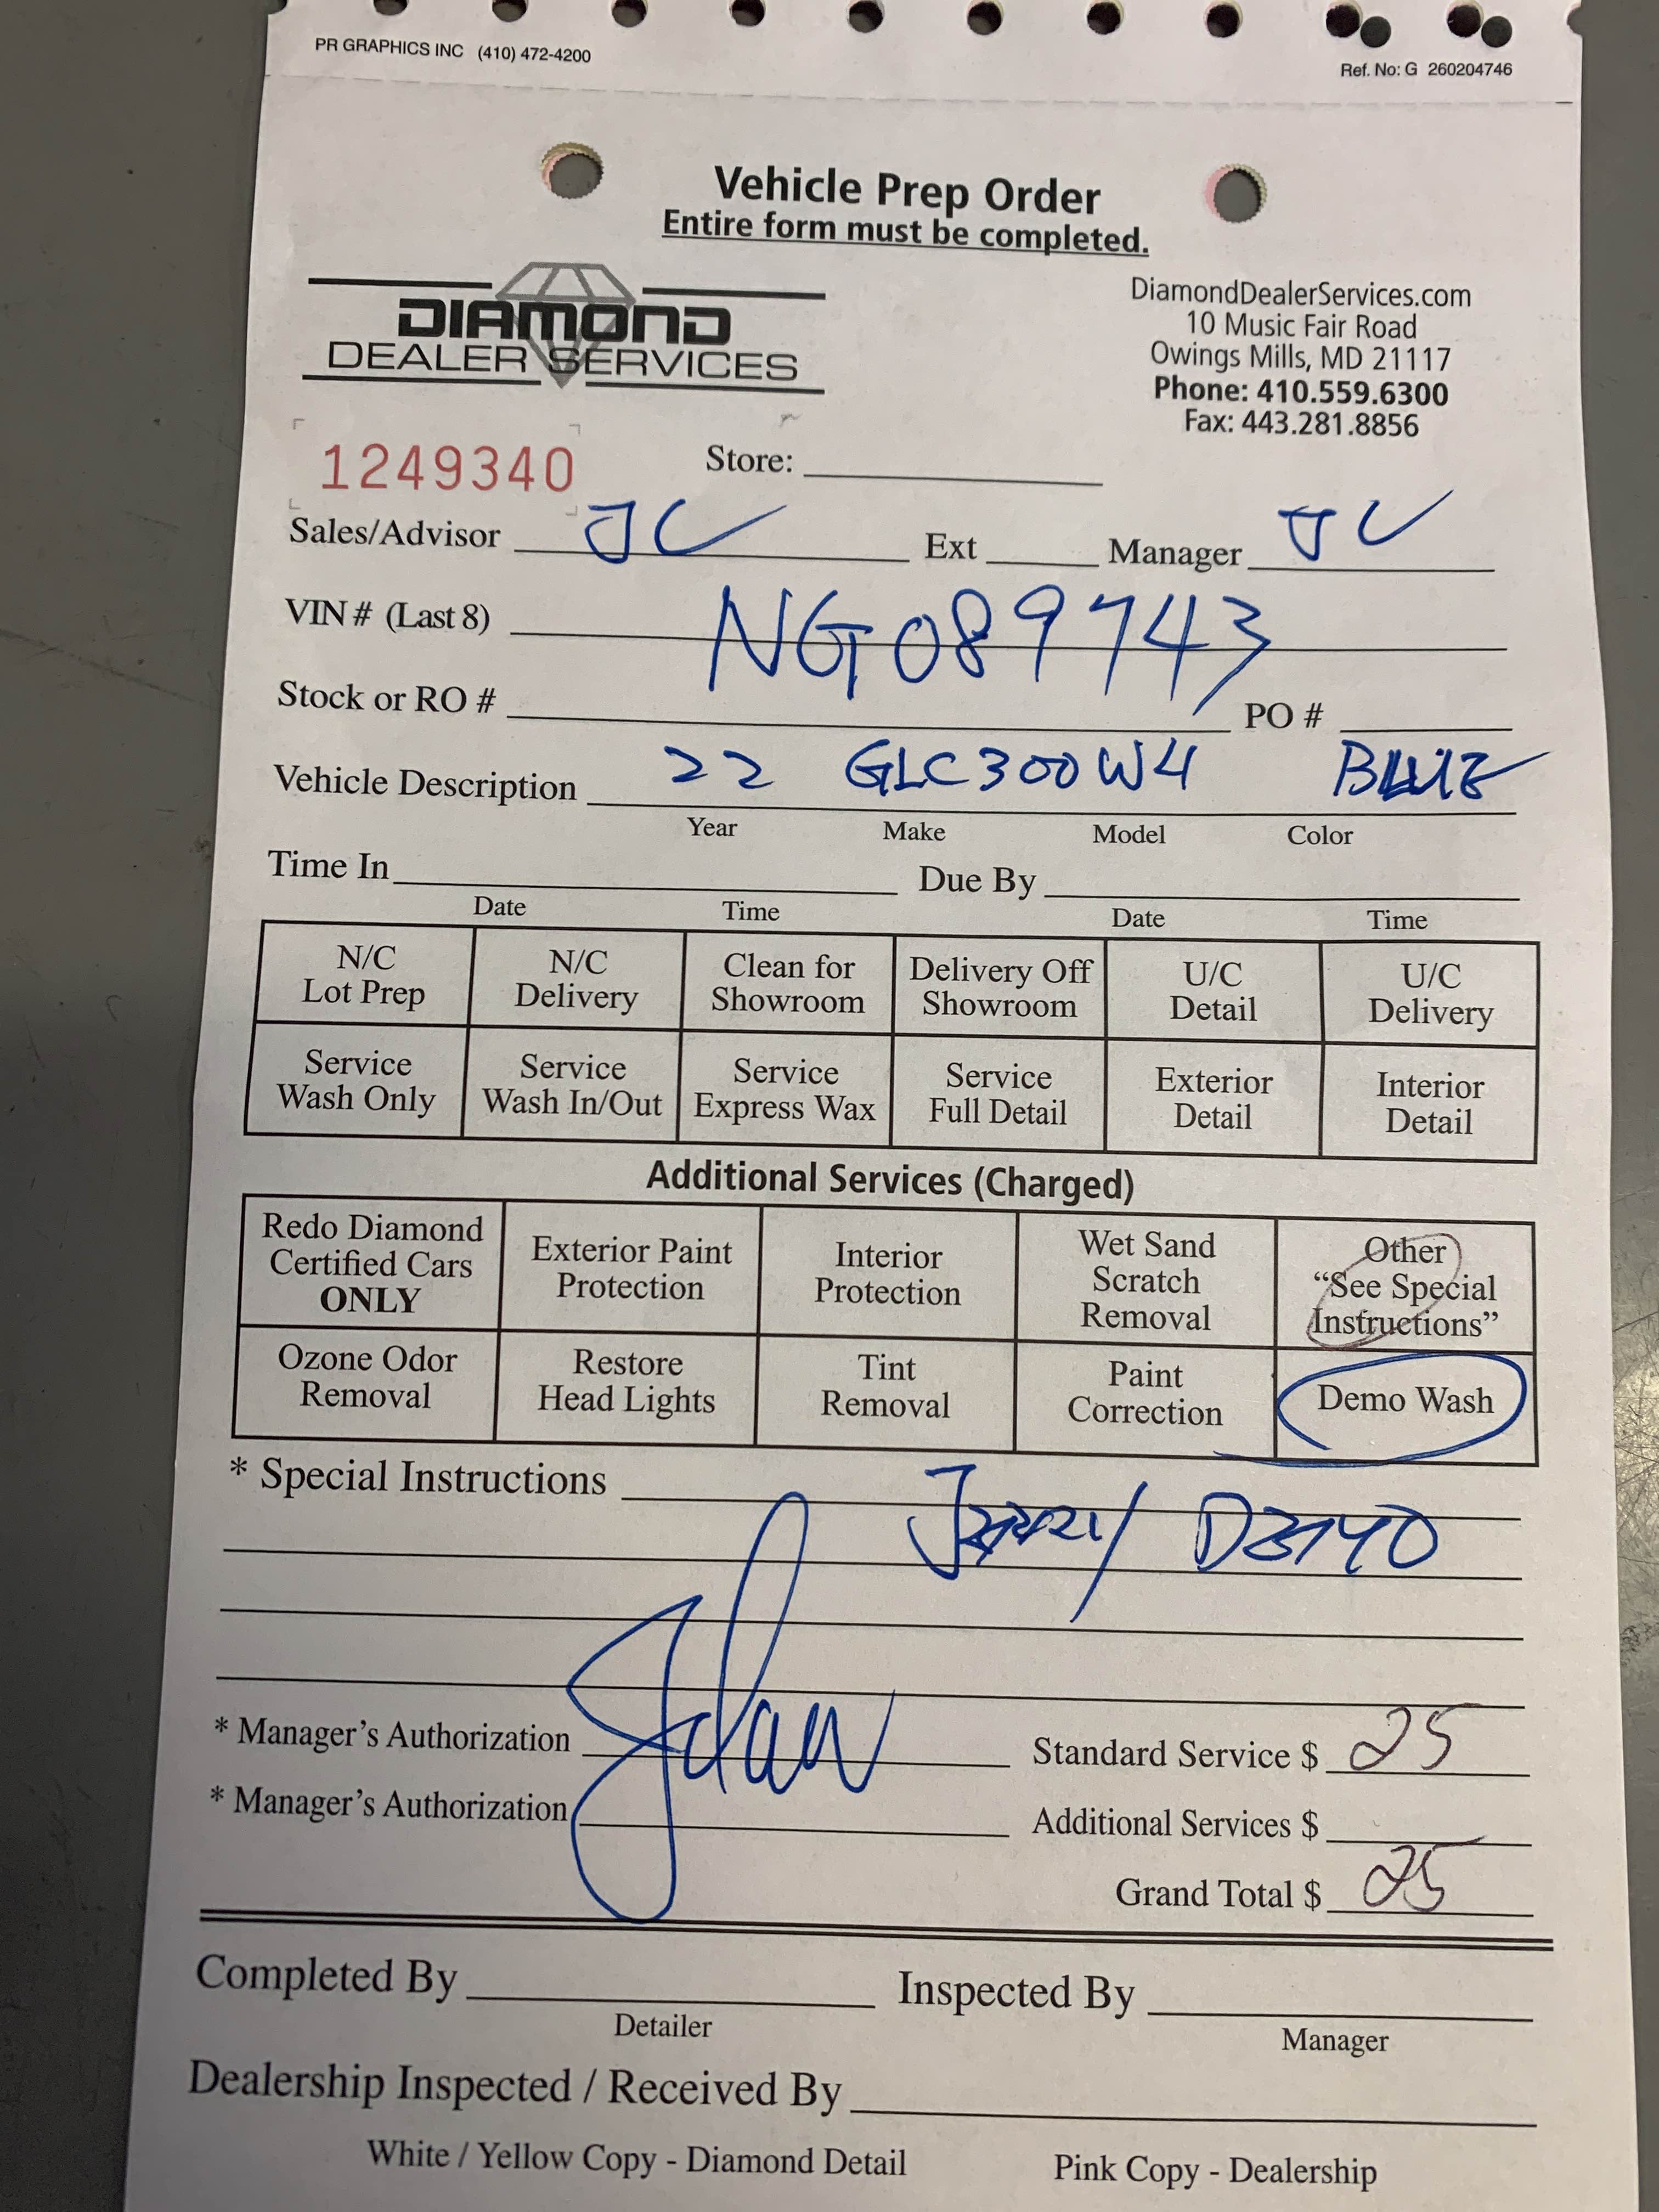 PR GRAPHICS INC (410) 472-4200
Ref. No: G 260204746
Vehicle Prep Order
Entire form must be completed.
DIAMOND
DEALER SERVICES
DiamondDealerServices.com
10 Music Fair Road
Owings Mills, MD 21117
Phone: 410.559.6300
Fax: 443.281.8856
1249340 Store:
Sales/Advisor JC Ext Manager JC
VIN # (Last 8) NG089743
Stock or RO # PO #
Vehicle Description 22 GLC300W4 BLUE
Year Make Model Color
Time In Due By
Date Time Date Time
N/C Lot Prep N/C Delivery Clean for Showroom Delivery Off Showroom U/C Detail U/C Delivery
Service Wash Only Service Wash In/Out Service Express Wax Service Full Detail Exterior Detail Interior Detail
Additional Services (Charged)
Redo Diamond Certified Cars ONLY Exterior Paint Protection Interior Protection Wet Sand Scratch Removal Other "See Special Instructions"
Ozone Odor Removal Restore Head Lights Tint Removal Paint Correction Demo Wash
* Special Instructions
* Manager's Authorization Standard Service $ 25
* Manager's Authorization Additional Services $
Grand Total $ 25
Completed By Inspected By
Detailer Manager
Dealership Inspected / Received By
White / Yellow Copy - Diamond Detail Pink Copy - Dealership